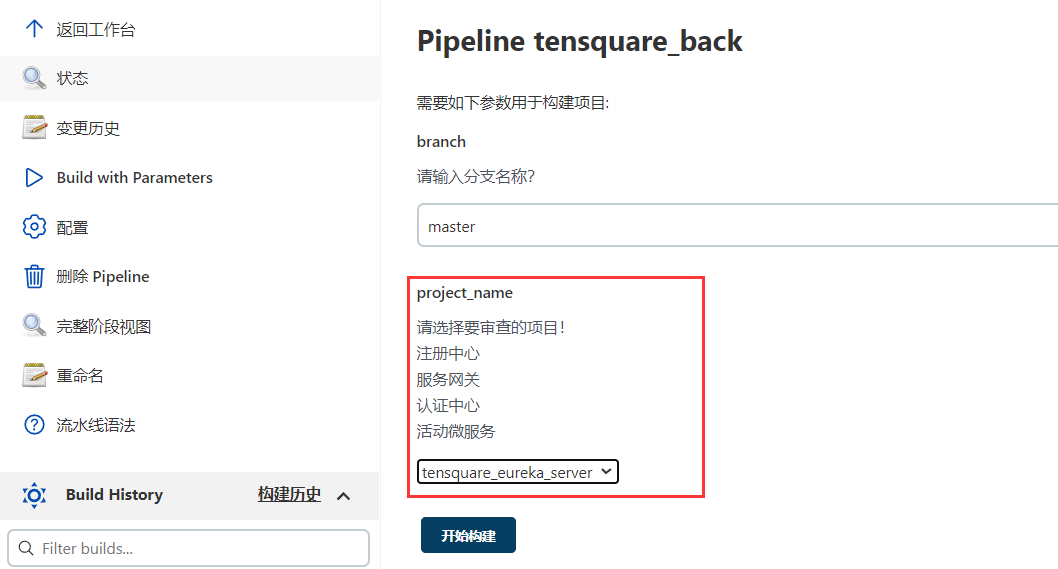 返回工作台
状态
变更历史
Build with Parameters
配置
删除 Pipeline
完整阶段视图
重命名
流水线语法
Build History 构建历史
Filter builds...
Pipeline tensquare_back
需要如下参数用于构建项目:
branch
请输入分支名称?
master
project_name
请选择要审查的项目!
注册中心
服务网关
认证中心
活动微服务
tensquare_eureka_server
开始构建